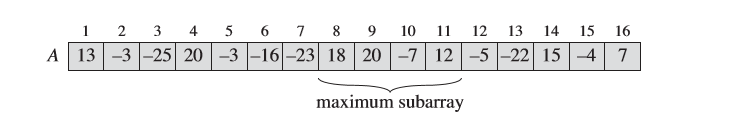 1 2 3 4 5 6 7 8 9 10 11 12 13 14 15 16
A 13 –3 –25 20 –3 –16 –23 18 20 –7 12 –5 –22 15 –4 7
maximum subarray